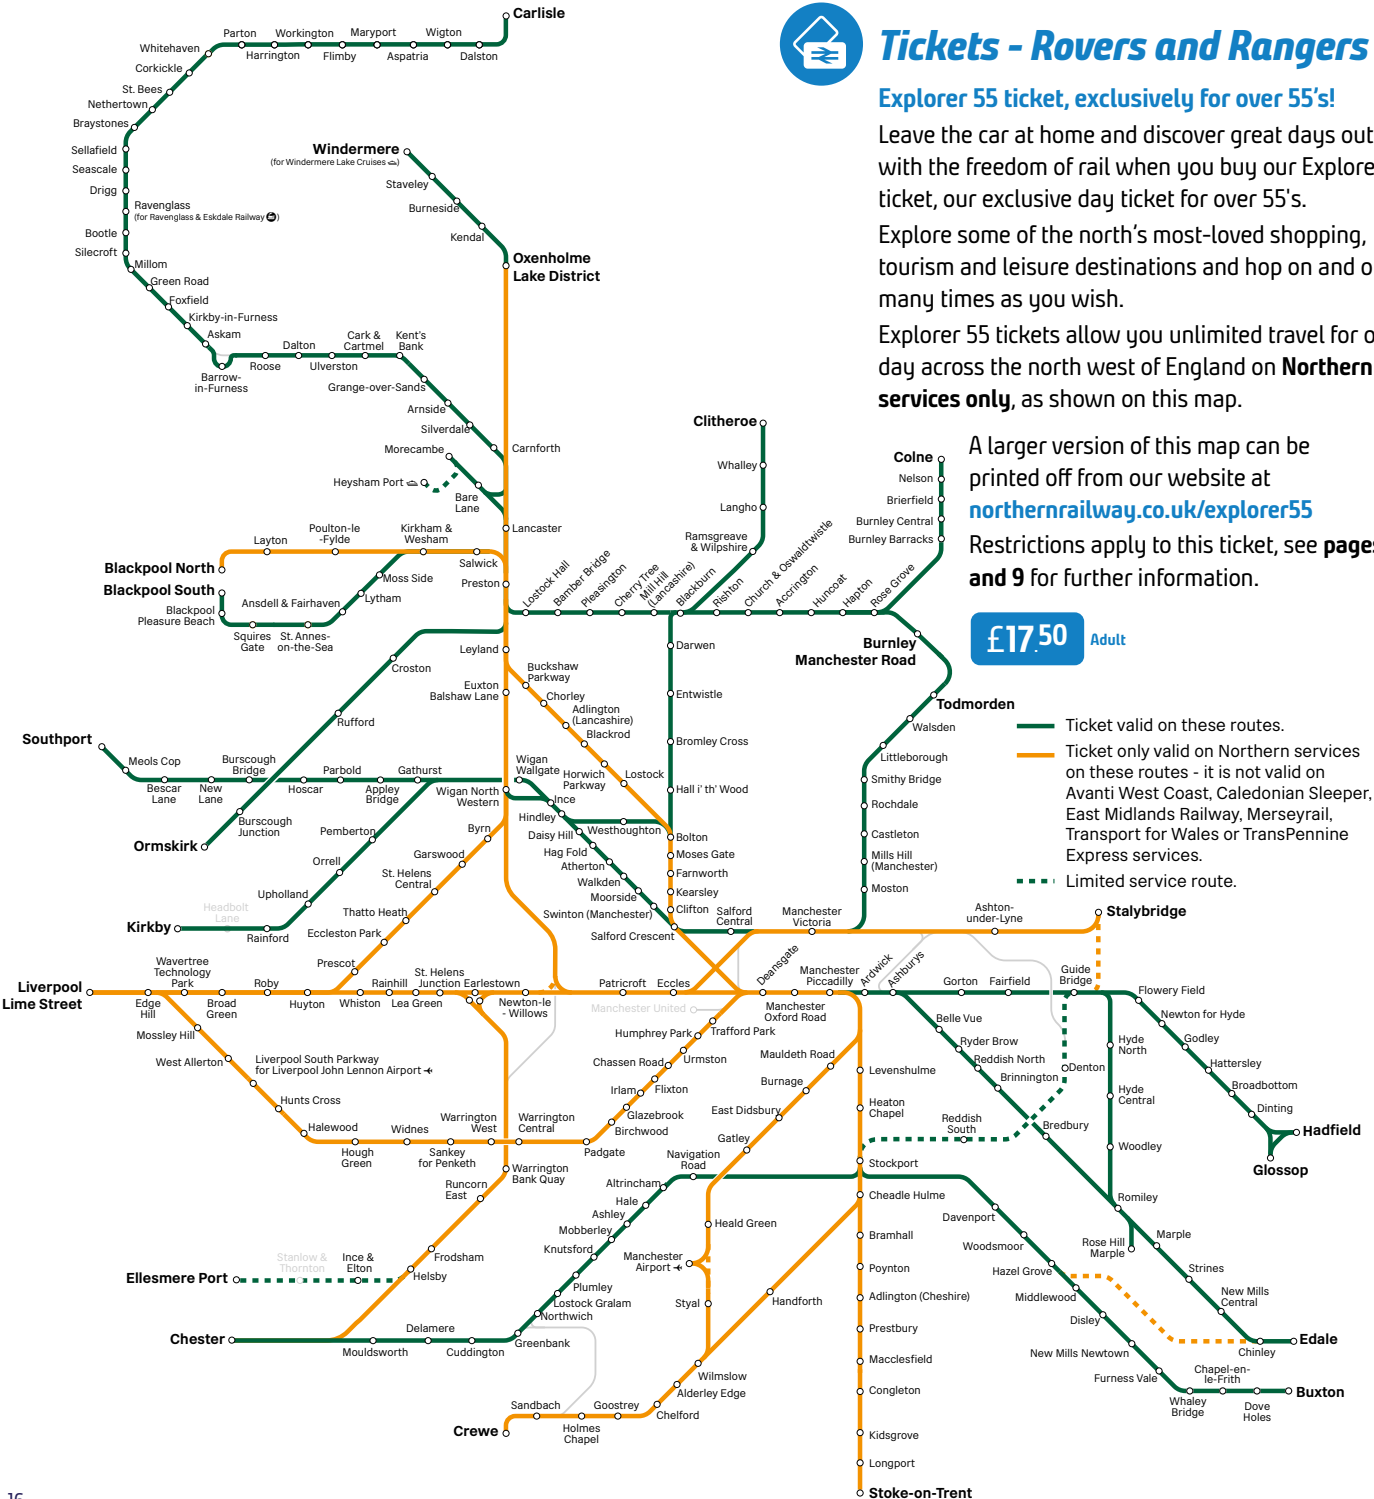 Tickets - Rovers and Rangers
Explorer 55 ticket, exclusively for over 55's!
Leave the car at home and discover great days out
with the freedom of rail when you buy our Explore
ticket, our exclusive day ticket for over 55's.
Explore some of the north's most-loved shopping,
tourism and leisure destinations and hop on and o
many times as you wish.
Explorer 55 tickets allow you unlimited travel for o
day across the north west of England on Northern
services only, as shown on this map.
A larger version of this map can be
printed off from our website at
northernrailway.co.uk/explorer55
Restrictions apply to this ticket, see pages
and 9 for further information.
£17.50 Adult
Ticket valid on these routes.
Ticket only valid on Northern services
on these routes - it is not valid on
Avanti West Coast, Caledonian Sleeper,
East Midlands Railway, Merseyrail,
Transport for Wales or TransPennine
Express services.
Limited service route.
Carlisle
Dalston
Wigton
Aspatria
Maryport
Flimby
Workington
Harrington
Parton
Whitehaven
Corkickle
St. Bees
Nethertown
Braystones
Sellafield
Seascale
Drigg
Ravenglass
(for Ravenglass & Eskdale Railway)
Bootle
Silecroft
Millom
Green Road
Foxfield
Kirkby-in-Furness
Askam
Barrow-
in-Furness
Roose
Dalton
Ulverston
Cark &
Cartmel
Kent's
Bank
Grange-over-Sands
Arnside
Silverdale
Carnforth
Windermere
(for Windermere Lake Cruises)
Staveley
Burneside
Kendal
Oxenholme
Lake District
Morecambe
Heysham Port
Bare
Lane
Lancaster
Blackpool North
Layton
Poulton-le
-Fylde
Kirkham &
Wesham
Salwick
Preston
Blackpool South
Blackpool
Pleasure Beach
Squires
Gate
St. Annes-
on-the-Sea
Ansdell & Fairhaven
Lytham
Moss Side
Lostock Hall
Bamber Bridge
Pleasington
Cherry Tree
Mill Hill
(Lancashire)
Blackburn
Rishton
Church & Oswaldtwistle
Accrington
Huncoat
Hapton
Rose Grove
Clitheroe
Whalley
Langho
Ramsgreave
& Wilpshire
Colne
Nelson
Brierfield
Burnley Central
Burnley Barracks
Burnley
Manchester Road
Todmorden
Walsden
Littleborough
Smithy Bridge
Rochdale
Castleton
Mills Hill
(Manchester)
Moston
Darwen
Entwistle
Bromley Cross
Hall i' th' Wood
Bolton
Moses Gate
Farnworth
Kearsley
Clifton
Salford Crescent
Leyland
Euxton
Balshaw Lane
Buckshaw
Parkway
Chorley
Adlington
(Lancashire)
Blackrod
Horwich
Parkway
Lostock
Croston
Rufford
Burscough
Junction
Ormskirk
Southport
Meols Cop
Bescar
Lane
New
Lane
Burscough
Bridge
Hoscar
Parbold
Appley
Bridge
Gathurst
Wigan
Wallgate
Wigan North
Western
Ince
Hindley
Westhoughton
Daisy Hill
Hag Fold
Atherton
Walkden
Moorside
Swinton (Manchester)
Pemberton
Orrell
Upholland
Rainford
Headbolt
Lane
Kirkby
Byrn
Garswood
St. Helens
Central
Thatto Heath
Eccleston Park
Prescot
Salford
Central
Manchester
Victoria
Ashton-
under-Lyne
Stalybridge
Liverpool
Lime Street
Edge
Hill
Wavertree
Technology
Park
Broad
Green
Roby
Huyton
Whiston
Rainhill
Lea Green
St. Helens
Junction
Earlestown
Newton-le
- Willows
Patricroft
Eccles
Manchester United
Deansgate
Manchester
Oxford Road
Manchester
Piccadilly
Ardwick
Ashburys
Gorton
Fairfield
Guide
Bridge
Flowery Field
Newton for Hyde
Godley
Hattersley
Broadbottom
Dinting
Hadfield
Glossop
Hyde
North
Hyde
Central
Woodley
Romiley
Belle Vue
Ryder Brow
Reddish North
Brinnington
Bredbury
Denton
Reddish
South
Rose Hill
Marple
Marple
Strines
New Mills
Central
Chinley
Edale
Mossley Hill
West Allerton
Liverpool South Parkway
for Liverpool John Lennon Airport
Hunts Cross
Halewood
Hough
Green
Widnes
Sankey
for Penketh
Warrington
West
Warrington
Central
Padgate
Birchwood
Glazebrook
Irlam
Flixton
Chassen Road
Urmston
Humphrey Park
Trafford Park
Warrington
Bank Quay
Runcorn
East
Frodsham
Helsby
Ince &
Elton
Stanlow &
Thornton
Ellesmere Port
Chester
Mouldsworth
Delamere
Cuddington
Greenbank
Northwich
Lostock Gralam
Plumley
Knutsford
Mobberley
Ashley
Hale
Altrincham
Navigation
Road
Mauldeth Road
Burnage
East Didsbury
Gatley
Heald Green
Manchester
Airport
Styal
Levenshulme
Heaton
Chapel
Stockport
Cheadle Hulme
Bramhall
Poynton
Adlington (Cheshire)
Prestbury
Macclesfield
Congleton
Kidsgrove
Longport
Stoke-on-Trent
Handforth
Wilmslow
Alderley Edge
Chelford
Goostrey
Holmes
Chapel
Sandbach
Crewe
Davenport
Woodsmoor
Hazel Grove
Middlewood
Disley
New Mills Newtown
Furness Vale
Whaley
Bridge
Chapel-en-
le-Frith
Dove
Holes
Buxton